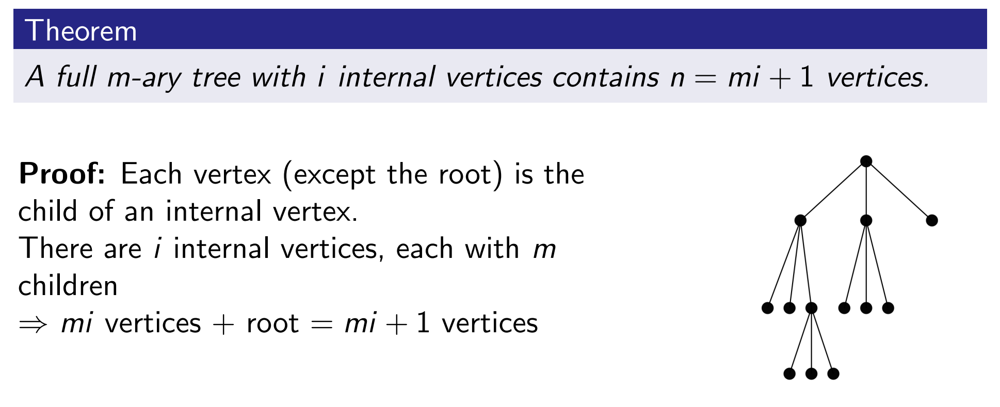 Theorem
A full m-ary tree with i internal vertices contains n = mi + 1 vertices.
Proof: Each vertex (except the root) is the
child of an internal vertex.
There are i internal vertices, each with m
children
⇒ mi vertices + root = mi + 1 vertices